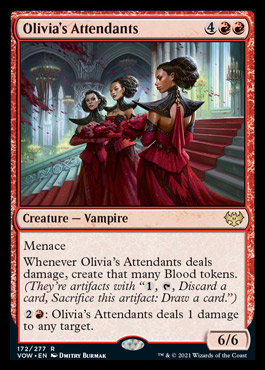 Olivia's Attendants 4
Creature — Vampire
Menace
Whenever Olivia's Attendants deals
damage, create that many Blood tokens.
(They're artifacts with “1, , Discard a
card, Sacrifice this artifact: Draw a card.”)
2 : Olivia's Attendants deals 1 damage
to any target.
6/6
172/277 R
VOW • EN DMITRY BURMAK
™ & © 2021 Wizards of the Coast